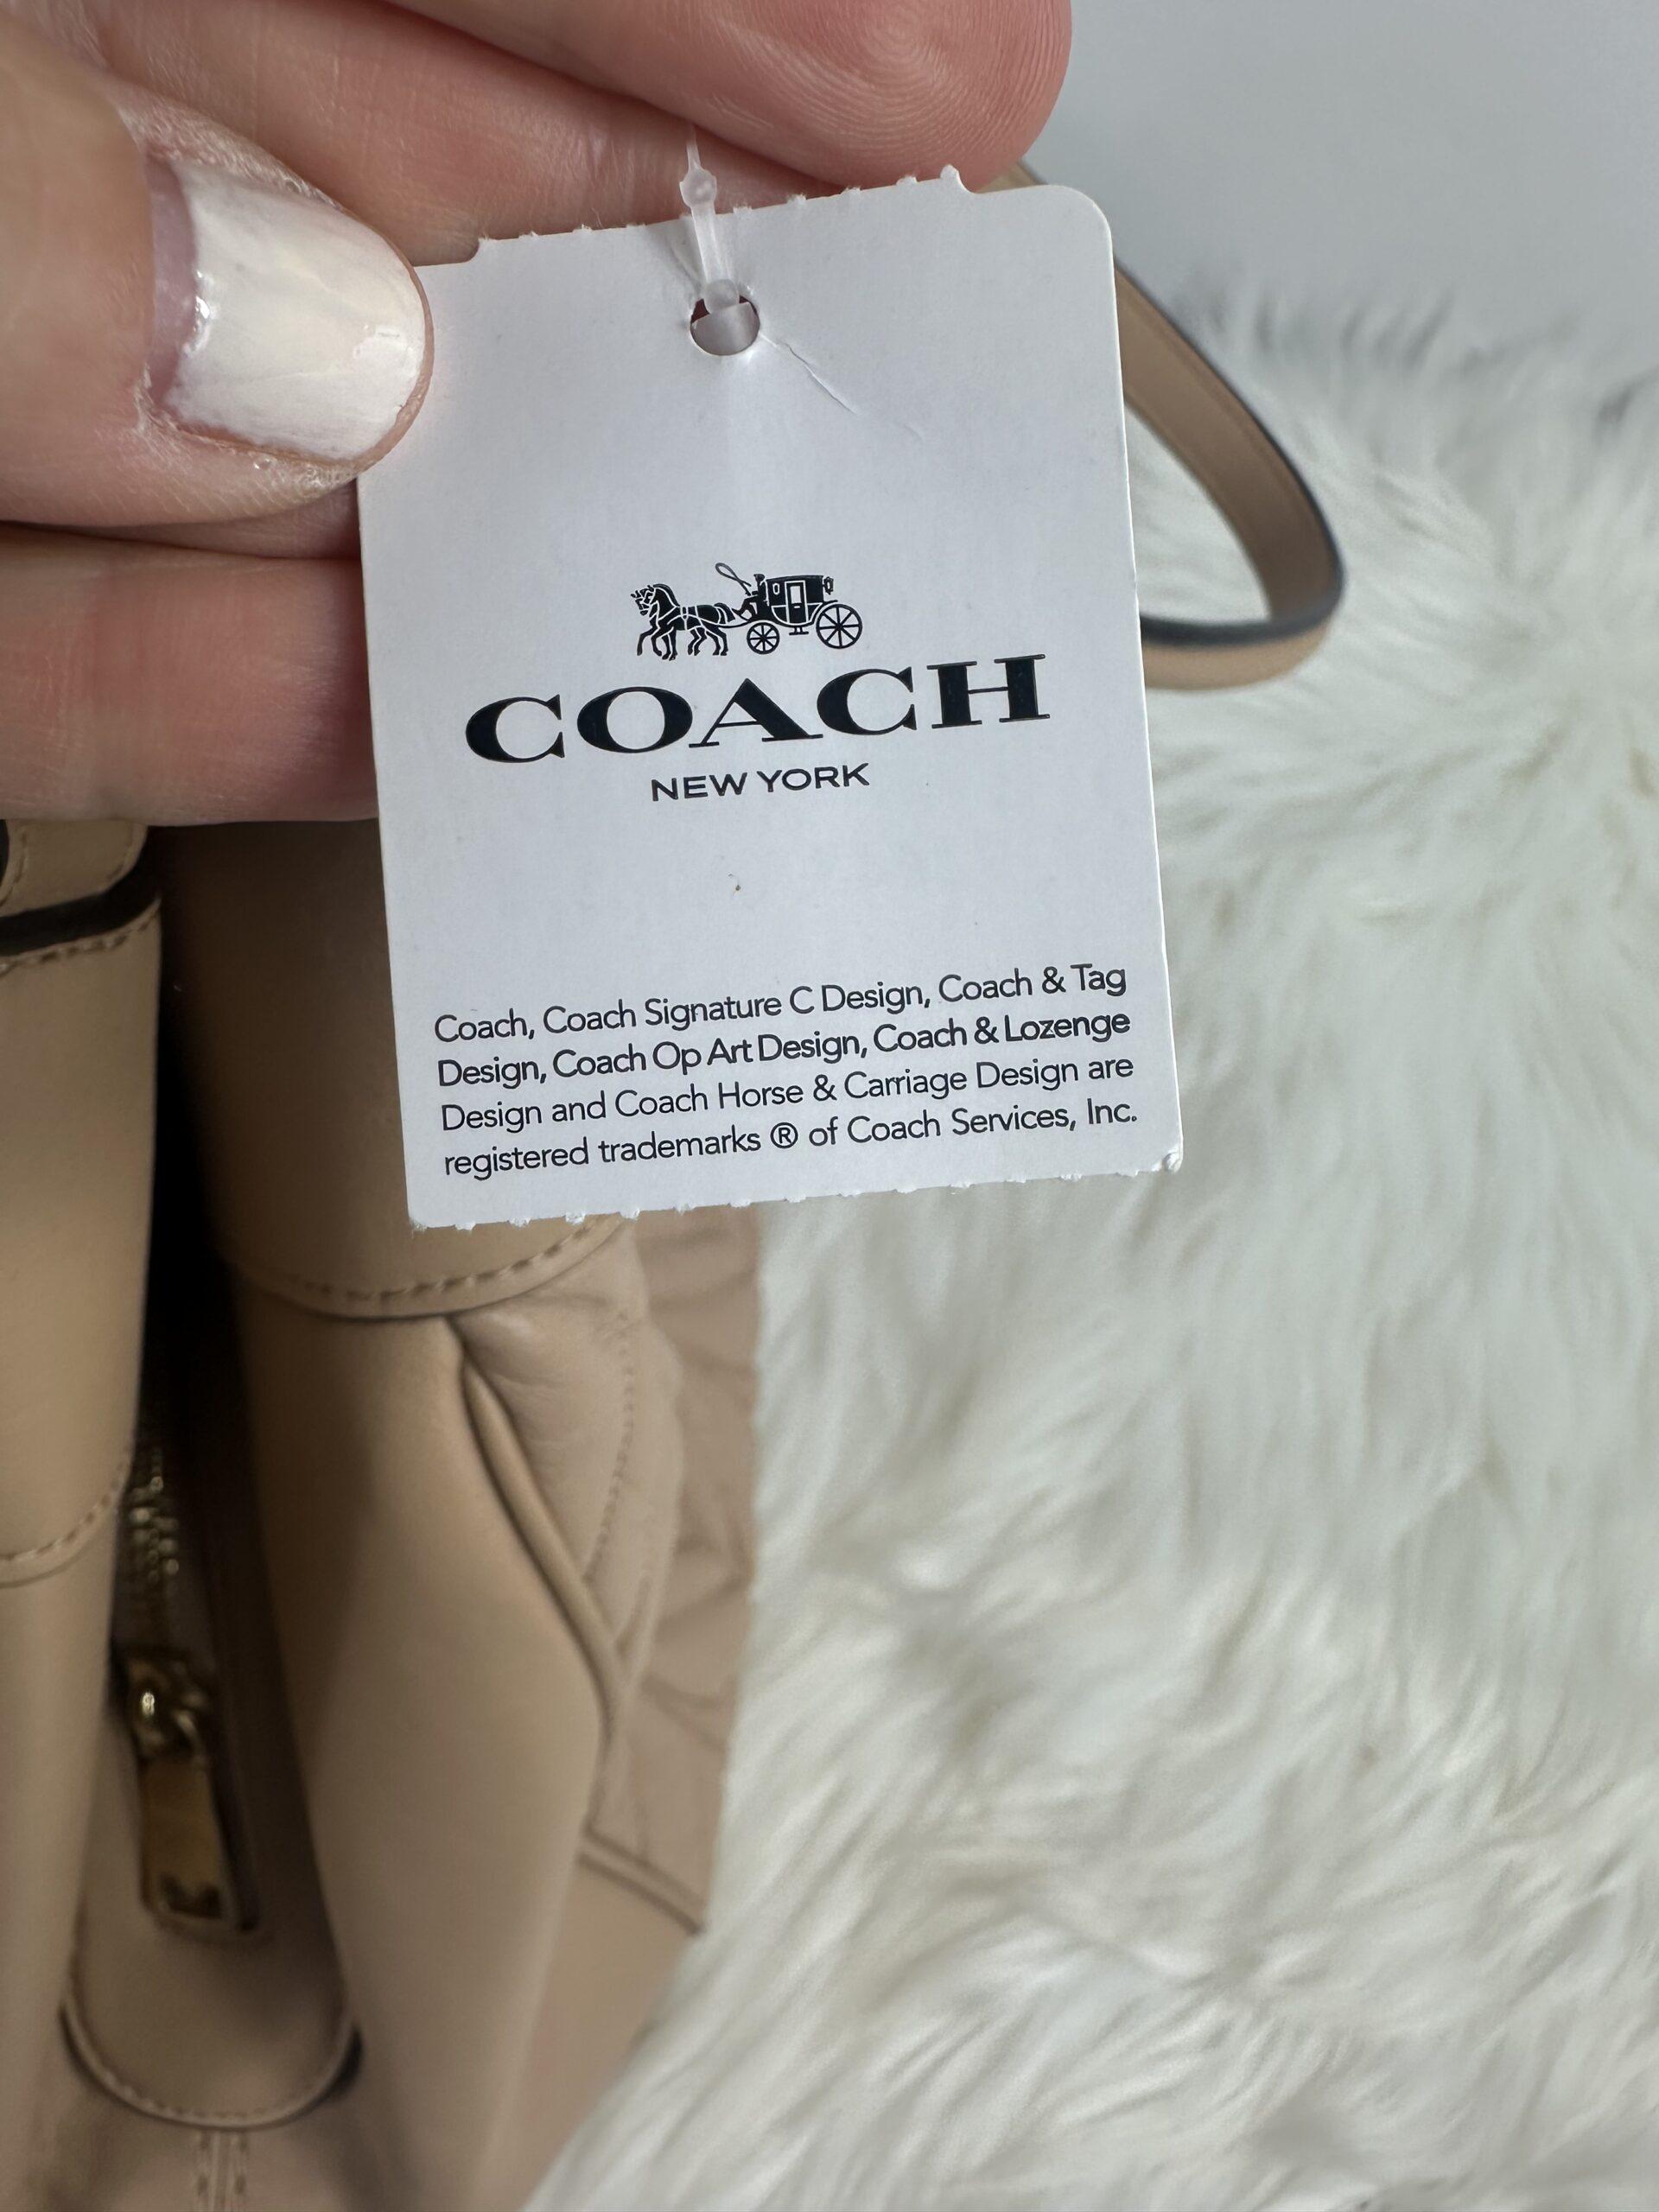 COACH
NEW YORK
Coach, Coach Signature C Design, Coach & Tag
Design, Coach Op Art Design, Coach & Lozenge
Design and Coach Horse & Carriage Design are
registered trademarks ® of Coach Services, Inc.